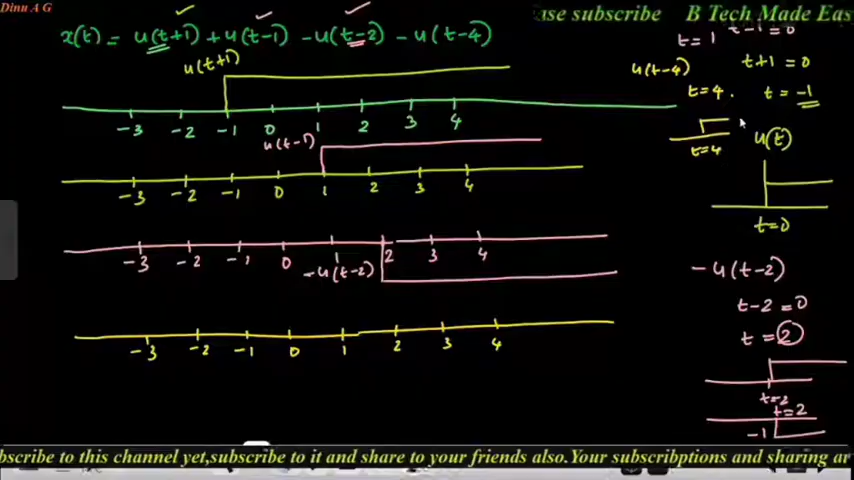 Dinu A G
ase subscribe B Tech Made Eas
x(t) = u(t+1) + u(t-1) - u(t-2) - u(t-4)
t=1 t-1=0
u(t+1)
u(t-4)
t+1=0
t=4. t=-1
-3 -2 -1 0 1 2 3 4
u(t-1)
t=4
u(t)
-3 -2 -1 0 1 2 3 4
t=0
-3 -2 -1 0 1 2 3 4
-u(t-2)
-u(t-2)
t-2=0
t=2
-3 -2 -1 0 1 2 3 4
t=2
t=2
-1
bscribe to this channel yet,subscribe to it and share to your friends also.Your subscribptions and sharing ar